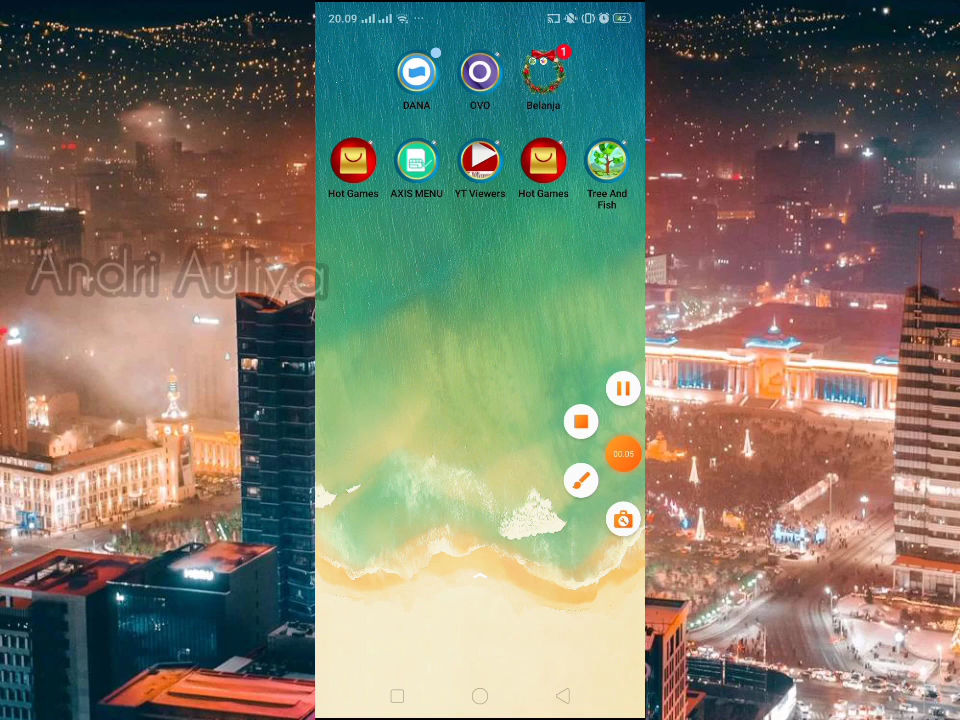 20.09
42
1
DANA OVO Belanja
Hot Games AXIS MENU YT Viewers Hot Games Tree And Fish
Andri Auliya
00.05